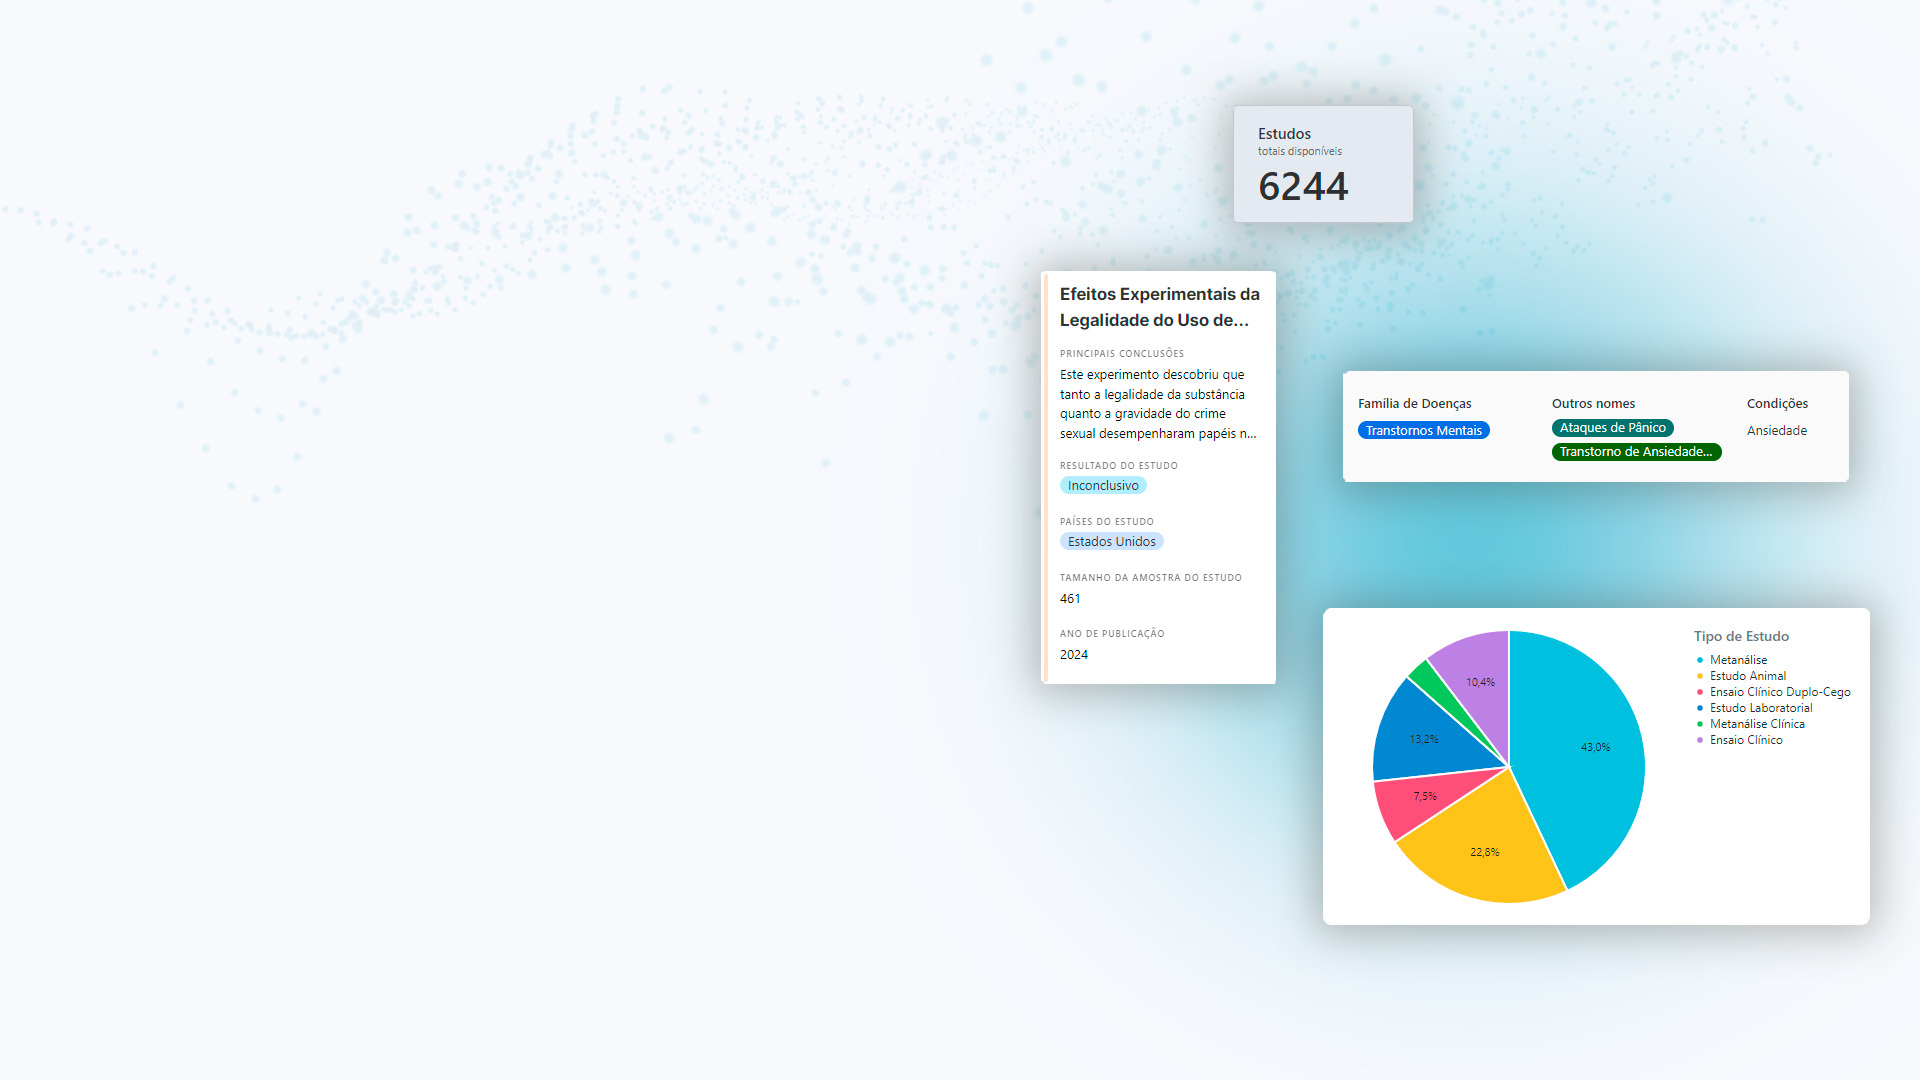 Estudos
totais disponíveis
6244
Efeitos Experimentais da
Legalidade do Uso de...
PRINCIPAIS CONCLUSÕES
Este experimento descobriu que
tanto a legalidade da substância
quanto a gravidade do crime
sexual desempenharam papéis n...
RESULTADO DO ESTUDO
Inconclusivo
PAÍSES DO ESTUDO
Estados Unidos
TAMANHO DA AMOSTRA DO ESTUDO
461
ANO DE PUBLICAÇÃO
2024
Família de Doenças
Transtornos Mentais
Outros nomes
Ataques de Pânico
Transtorno de Ansiedade...
Condições
Ansiedade
10,4%
13,2%
43,0%
7,5%
22,8%
Tipo de Estudo
Metanálise
Estudo Animal
Ensaio Clínico Duplo-Cego
Estudo Laboratorial
Metanálise Clínica
Ensaio Clínico